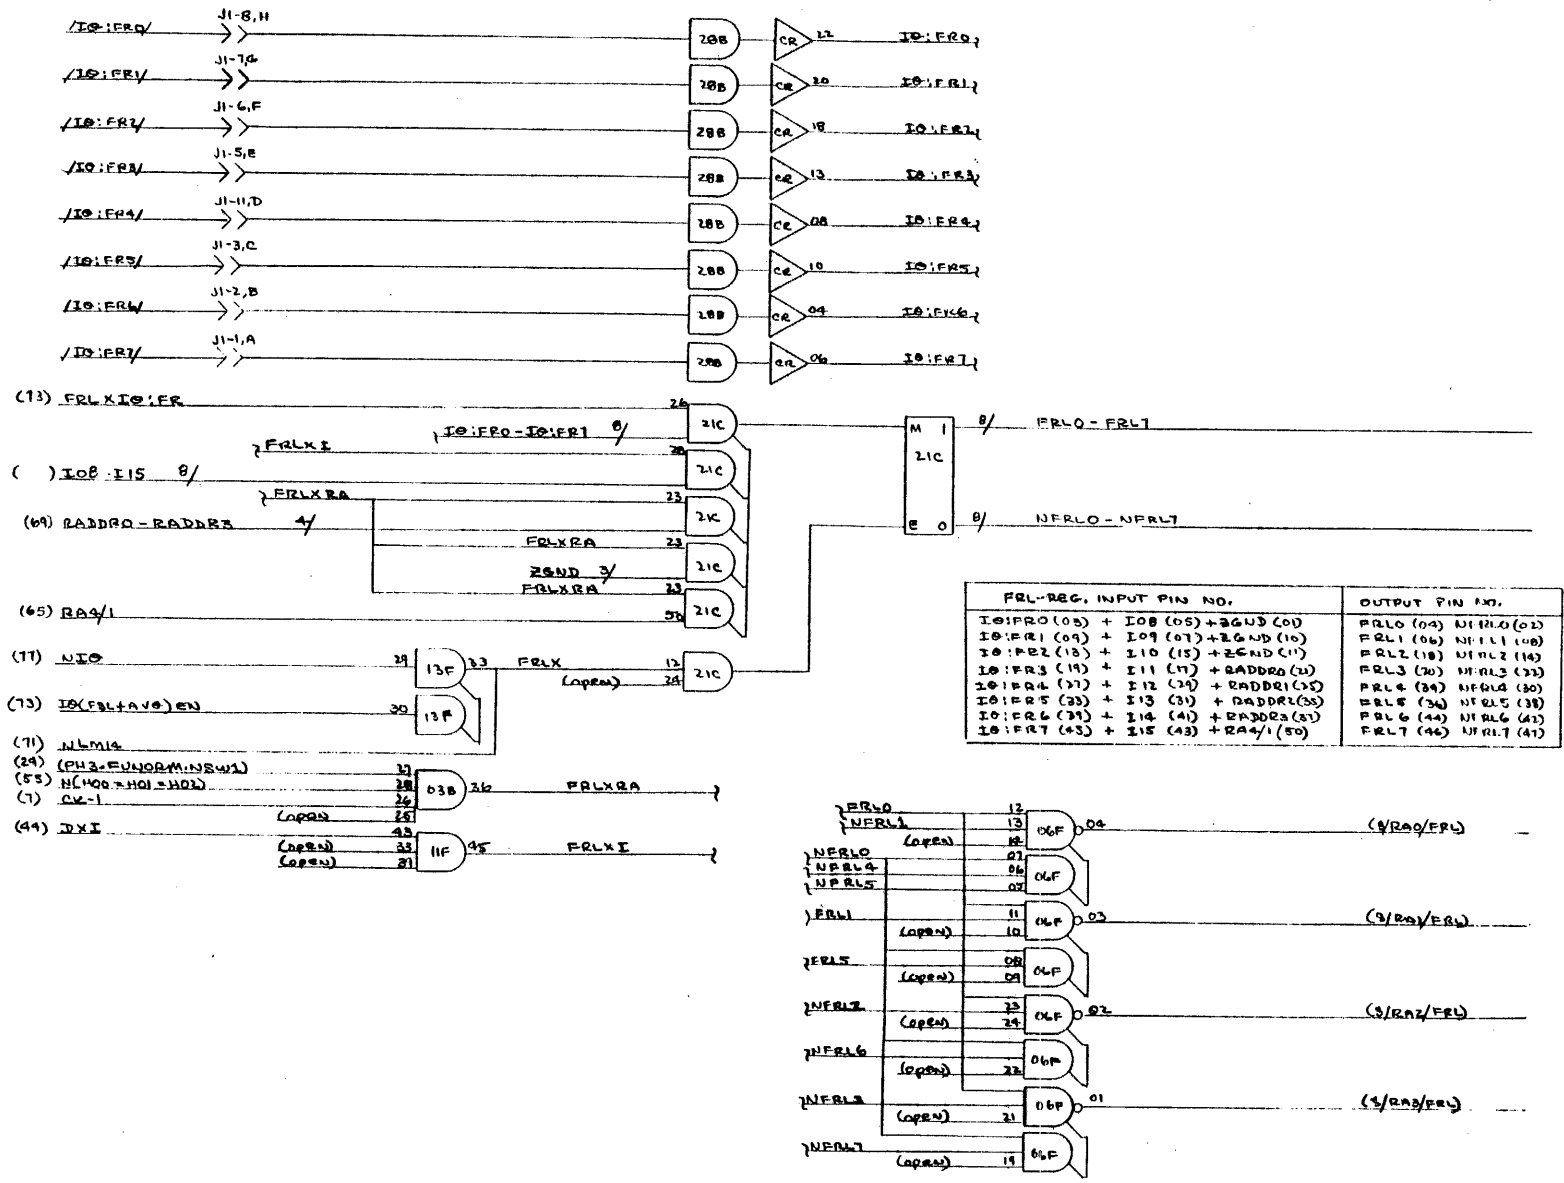 /IO:FR0/ J1-8,H 28B CR 22 IO:FR0
/IO:FR1/ J1-7,G 28B CR 20 IO:FR1
/IO:FR2/ J1-6,F 28B CR 18 IO:FR2
/IO:FR3/ J1-5,E 28B CR 13 IO:FR3
/IO:FR4/ J1-11,D 28B CR 08 IO:FR4
/IO:FR5/ J1-3,C 28B CR 10 IO:FR5
/IO:FR6/ J1-2,B 28B CR 04 IO:FR6
/IO:FR7/ J1-1,A 28B CR 06 IO:FR7
(73) FRLXIO:FR 26 21C
IO:FR0-IO:FR7 8/
M 1 8/ FRL0-FRL7
21C
FRLXI 21C
( ) IO8-I15 8/
FRLXRA 23 21C
(69) RADDR0-RADDR3 4/
E 0 8/ NFRL0-NFRL7
FRLXRA 23 21C
ZGND 3/
FRLXRA 23 21C
(65) RA4/1 50
(77) NIO 29 13F 33 FRLX 12 21C
(OPEN) 24
(73) IO(FBL+AVO)EN 30 13F
(71) NLM14
(24) (PH3.FUNORM.NSW1) 27
(55) N(H00=H01=H02) 28 03B 36 FRLXRA
(7) CK-1 26
(OPEN) 25
(44) DXI 43
(OPEN) 33 11F 45 FRLXI
(OPEN) 31
FRL-REG. INPUT PIN NO. OUTPUT PIN NO.
IO:FR0(03) + IO8(05) + ZGND(01) FRL0(04) NFRL0(02)
IO:FR1(09) + IO9(07) + ZGND(10) FRL1(06) NFRL1(08)
IO:FR2(13) + I10(15) + ZGND(11) FRL2(18) NFRL2(14)
IO:FR3(19) + I11(17) + RADDR0(21) FRL3(20) NFRL3(22)
IO:FR4(27) + I12(29) + RADDR1(25) FRL4(34) NFRL4(30)
IO:FR5(33) + I13(31) + RADDR2(35) FRL5(36) NFRL5(38)
IO:FR6(39) + I14(41) + RADDR3(37) FRL6(44) NFRL6(42)
IO:FR7(45) + I15(43) + RA4/1(50) FRL7(46) NFRL7(47)
FRL0 12
NFRL1 13 06F 04 (S/RA0/FRL)
(OPEN) 14
NFRL0 07
NFRL4 06 06F
NFRL5 07
FRL1 11 06F 03 (S/RA1/FRL)
(OPEN) 10
FRL5 08 06F
(OPEN) 09
NFRL2 23 06F 02 (S/RA2/FRL)
(OPEN) 24
NFRL6 06F
(OPEN) 22
NFRL3 06F 01 (S/RA3/FRL)
(OPEN) 21
NFRL7 06F
(OPEN) 19